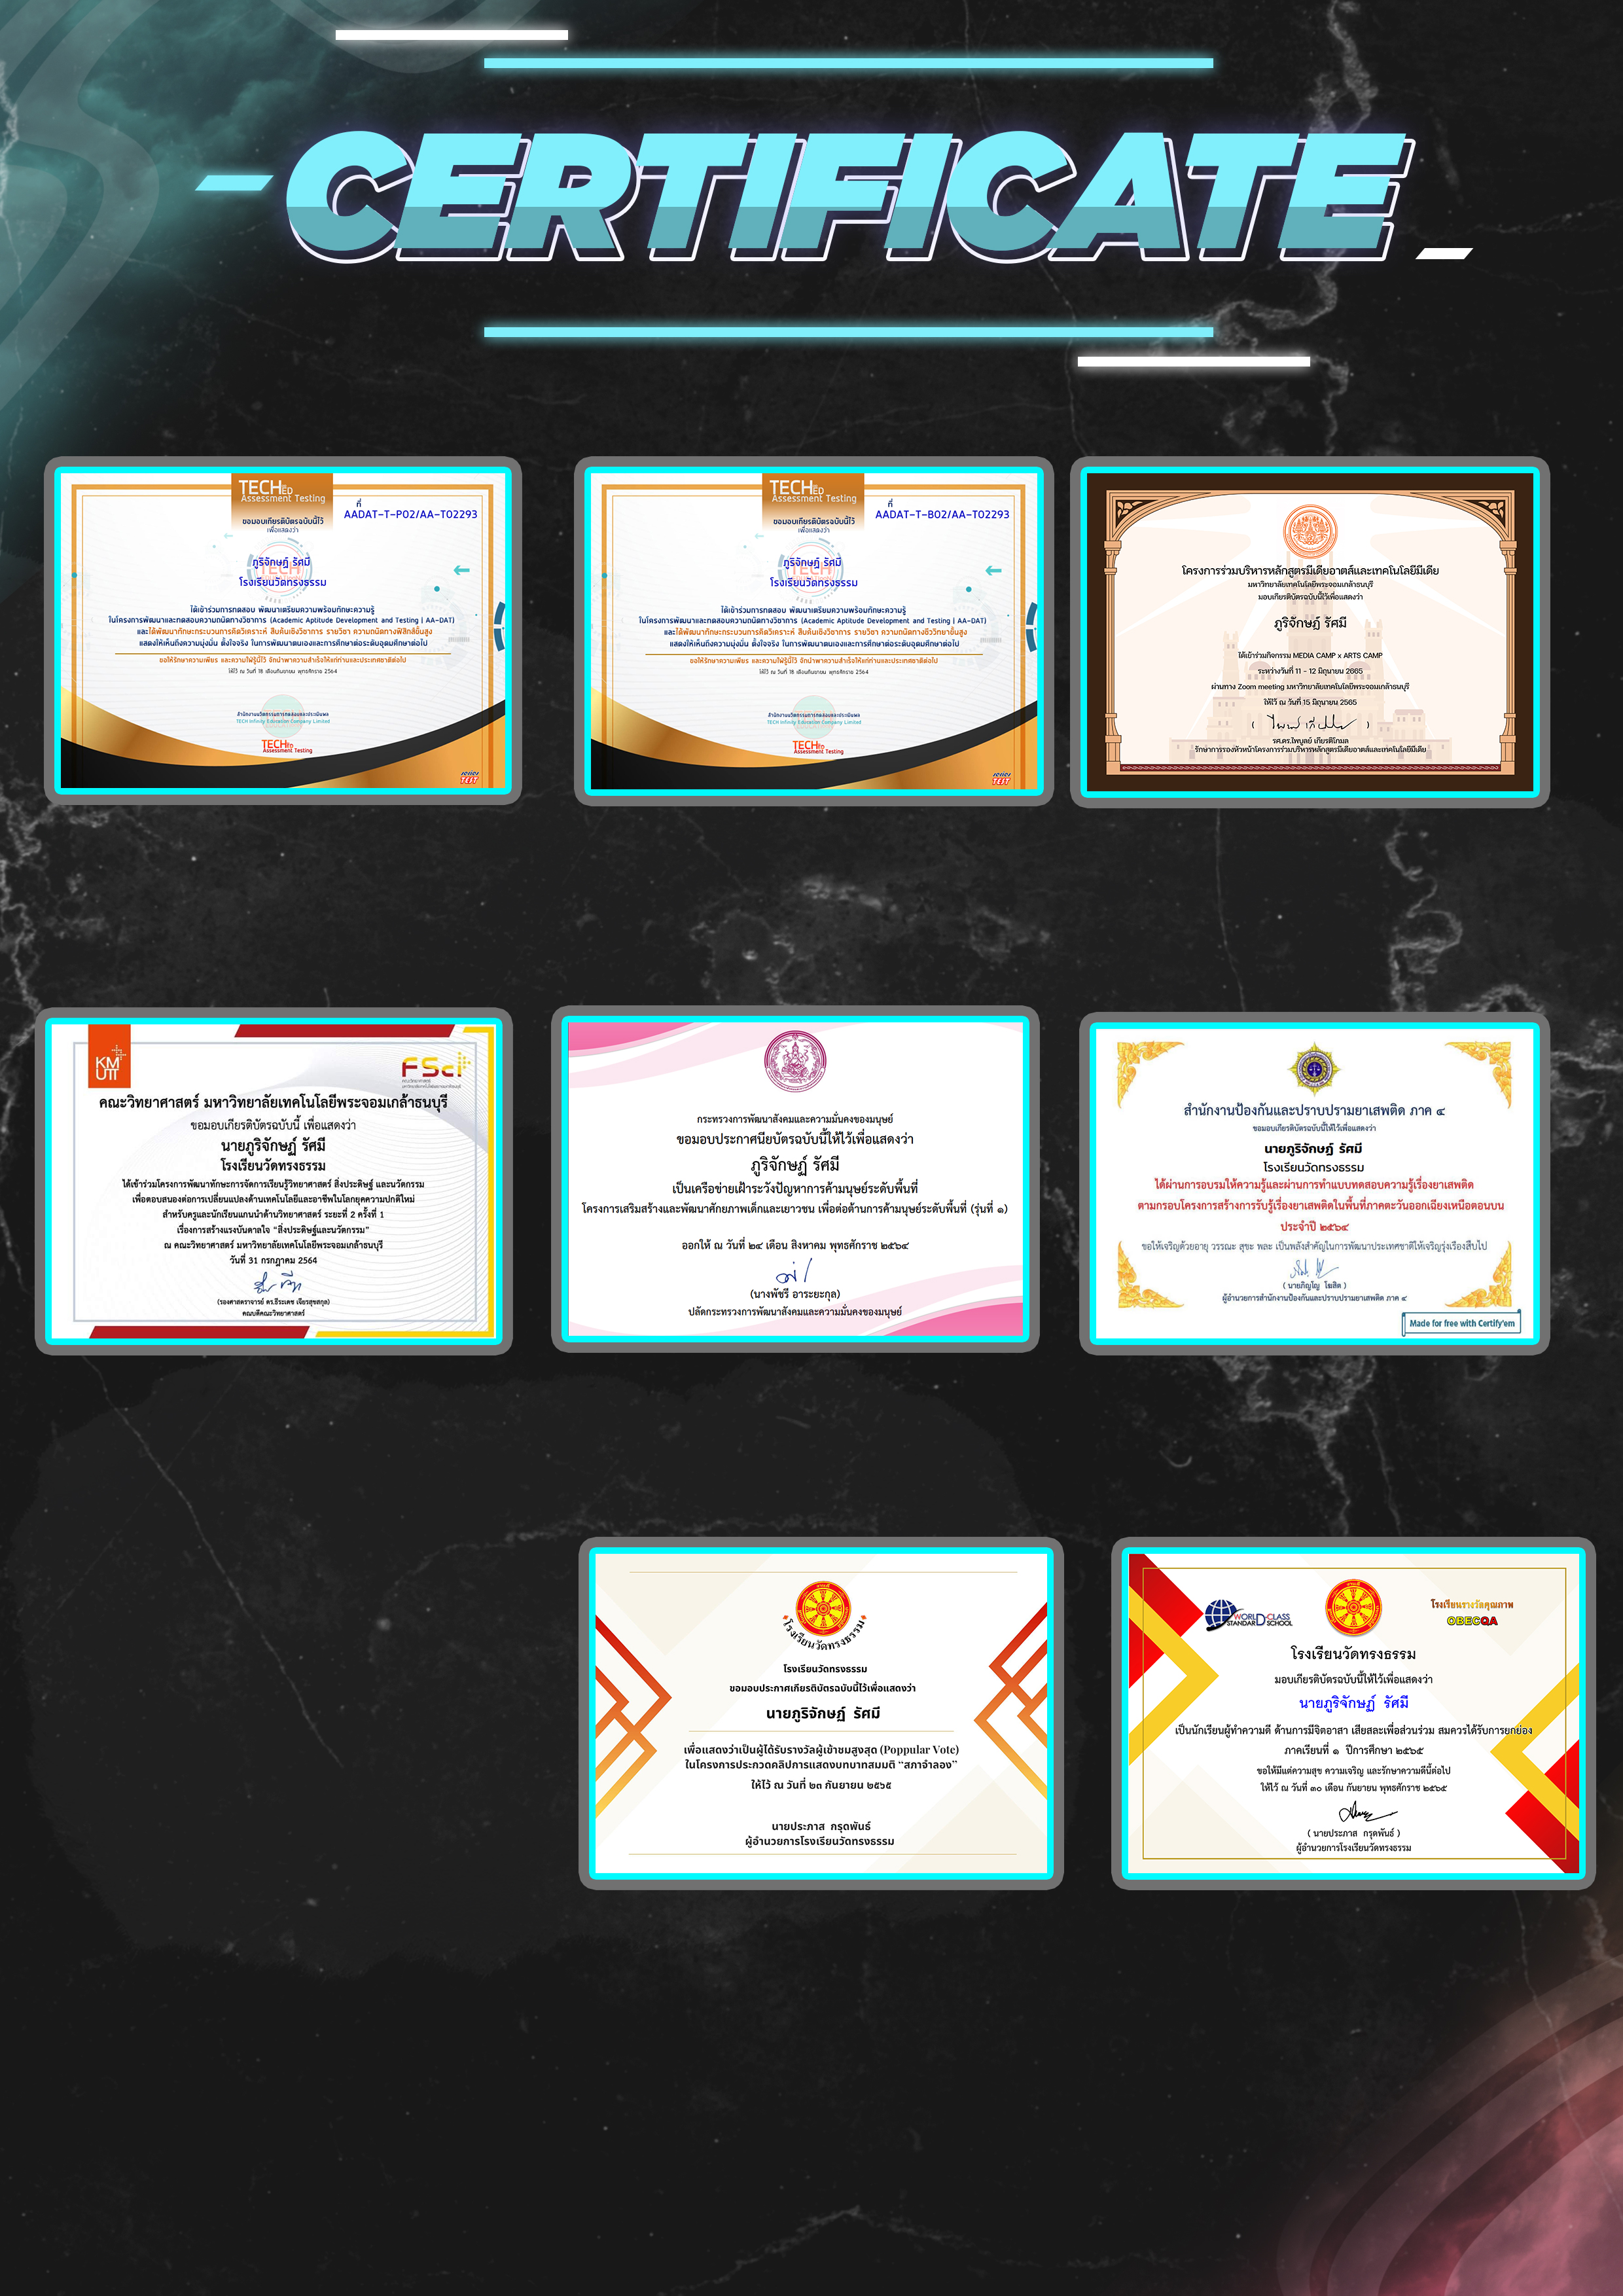 CERTIFICATE
TECH ED
Assessment Testing
ที่
AADAT-T-P02/AA-T02293
ขอมอบเกียรติบัตรฉบับนี้ไว้
เพื่อแสดงว่า
ภูริจักษฏ์ รัศมี
โรงเรียนวัดทรงธรรม
ได้เข้าร่วมการทดสอบ พัฒนาเตรียมความพร้อมทักษะความรู้
ในโครงการพัฒนาและทดสอบความถนัดทางวิชาการ (Academic Aptitude Development and Testing | AA-DAT)
และได้พัฒนาทักษะกระบวนการคิดวิเคราะห์ สืบค้นเชิงวิชาการ รายวิชา ความถนัดทางฟิสิกส์ขั้นสูง
แสดงให้เห็นถึงความมุ่งมั่น ตั้งใจจริง ในการพัฒนาตนเองและการศึกษาต่อระดับอุดมศึกษาต่อไป
ขอให้รักษาความเพียร และความใฝ่รู้นี้ไว้ จักนำพาความสำเร็จให้แก่ท่านและประเทศชาติต่อไป
ให้ไว้ ณ วันที่ 18 เดือนกันยายน พุทธศักราช 2564
สำนักงานนวัตกรรมการทดสอบและประเมินผล
TECH Infinity Education Company Limited
TECH ED
Assessment Testing
TEST
TECH ED
Assessment Testing
ที่
AADAT-T-B02/AA-T02293
ขอมอบเกียรติบัตรฉบับนี้ไว้
เพื่อแสดงว่า
ภูริจักษฏ์ รัศมี
โรงเรียนวัดทรงธรรม
ได้เข้าร่วมการทดสอบ พัฒนาเตรียมความพร้อมทักษะความรู้
ในโครงการพัฒนาและทดสอบความถนัดทางวิชาการ (Academic Aptitude Development and Testing | AA-DAT)
และได้พัฒนาทักษะกระบวนการคิดวิเคราะห์ สืบค้นเชิงวิชาการ รายวิชา ความถนัดทางชีววิทยาขั้นสูง
แสดงให้เห็นถึงความมุ่งมั่น ตั้งใจจริง ในการพัฒนาตนเองและการศึกษาต่อระดับอุดมศึกษาต่อไป
ขอให้รักษาความเพียร และความใฝ่รู้นี้ไว้ จักนำพาความสำเร็จให้แก่ท่านและประเทศชาติต่อไป
ให้ไว้ ณ วันที่ 18 เดือนกันยายน พุทธศักราช 2564
สำนักงานนวัตกรรมการทดสอบและประเมินผล
TECH Infinity Education Company Limited
TECH ED
Assessment Testing
TEST
โครงการร่วมบริหารหลักสูตรมีเดียอาตส์และเทคโนโลยีมีเดีย
มหาวิทยาลัยเทคโนโลยีพระจอมเกล้าธนบุรี
มอบเกียรติบัตรฉบับนี้ไว้เพื่อแสดงว่า
ภูริจักษฏ์ รัศมี
ได้เข้าร่วมกิจกรรม MEDIA CAMP x ARTS CAMP
ระหว่างวันที่ 11 - 12 มิถุนายน 2565
ผ่านทาง Zoom meeting มหาวิทยาลัยเทคโนโลยีพระจอมเกล้าธนบุรี
ให้ไว้ ณ วันที่ 15 มิถุนายน 2565
รศ.ดร.ไพบูลย์ เกียรติโกมล
รักษาการรองหัวหน้าโครงการร่วมบริหารหลักสูตรมีเดียอาตส์และเทคโนโลยีมีเดีย
KMUTT
FSci
คณะวิทยาศาสตร์ มหาวิทยาลัยเทคโนโลยีพระจอมเกล้าธนบุรี
ขอมอบเกียรติบัตรฉบับนี้ เพื่อแสดงว่า
นายภูริจักษฏ์ รัศมี
โรงเรียนวัดทรงธรรม
ได้เข้าร่วมโครงการพัฒนาทักษะการจัดการเรียนรู้วิทยาศาสตร์ สิ่งประดิษฐ์ และนวัตกรรม
เพื่อตอบสนองต่อการเปลี่ยนแปลงด้านเทคโนโลยีและอาชีพในโลกยุคความปกติใหม่
สำหรับครูและนักเรียนแกนนำด้านวิทยาศาสตร์ ระยะที่ 2 ครั้งที่ 1
เรื่องการสร้างแรงบันดาลใจ "สิ่งประดิษฐ์และนวัตกรรม"
ณ คณะวิทยาศาสตร์ มหาวิทยาลัยเทคโนโลยีพระจอมเกล้าธนบุรี
วันที่ 31 กรกฎาคม 2564
(รองศาสตราจารย์ ดร.ธีระเดช เจียรสุขสกุล)
คณบดีคณะวิทยาศาสตร์
กระทรวงการพัฒนาสังคมและความมั่นคงของมนุษย์
ขอมอบประกาศนียบัตรฉบับนี้ให้ไว้เพื่อแสดงว่า
ภูริจักษฏ์ รัศมี
เป็นเครือข่ายเฝ้าระวังปัญหาการค้ามนุษย์ระดับพื้นที่
โครงการเสริมสร้างและพัฒนาศักยภาพเด็กและเยาวชน เพื่อต่อต้านการค้ามนุษย์ระดับพื้นที่ (รุ่นที่ ๑)
ออกให้ ณ วันที่ ๒๔ เดือน สิงหาคม พุทธศักราช ๒๕๖๔
(นางพัชรี อาระยะกุล)
ปลัดกระทรวงการพัฒนาสังคมและความมั่นคงของมนุษย์
สำนักงานป้องกันและปราบปรามยาเสพติด ภาค ๔
ขอมอบเกียรติบัตรฉบับนี้ให้ไว้เพื่อแสดงว่า
นายภูริจักษฏ์ รัศมี
โรงเรียนวัดทรงธรรม
ได้ผ่านการอบรมให้ความรู้และผ่านการทำแบบทดสอบความรู้เรื่องยาเสพติด
ตามกรอบโครงการสร้างการรับรู้เรื่องยาเสพติดในพื้นที่ภาคตะวันออกเฉียงเหนือตอนบน
ประจำปี ๒๕๖๔
ขอให้เจริญด้วยอายุ วรรณะ สุขะ พละ เป็นพลังสำคัญในการพัฒนาประเทศชาติให้เจริญรุ่งเรืองสืบไป
( นายภิญโญ โฆสิต )
ผู้อำนวยการสำนักงานป้องกันและปราบปรามยาเสพติด ภาค ๔
Made for free with Certify'em
โรงเรียนวัดทรงธรรม
โรงเรียนวัดทรงธรรม
ขอมอบประกาศเกียรติบัตรฉบับนี้ไว้เพื่อแสดงว่า
นายภูริจักษฏ์ รัศมี
เพื่อแสดงว่าเป็นผู้ได้รับรางวัลผู้เข้าชมสูงสุด (Poppular Vote)
ในโครงการประกวดคลิปการแสดงบทบาทสมมติ "สภาจำลอง"
ให้ไว้ ณ วันที่ ๒๓ กันยายน ๒๕๖๕
นายประภาส กรุดพันธ์
ผู้อำนวยการโรงเรียนวัดทรงธรรม
WORLD-CLASS
STANDARD SCHOOL
โรงเรียนรางวัลคุณภาพ
OBECQA
โรงเรียนวัดทรงธรรม
มอบเกียรติบัตรฉบับนี้ให้ไว้เพื่อแสดงว่า
นายภูริจักษฏ์ รัศมี
เป็นนักเรียนผู้ทำความดี ด้านการมีจิตอาสา เสียสละเพื่อส่วนร่วม สมควรได้รับการยกย่อง
ภาคเรียนที่ ๑ ปีการศึกษา ๒๕๖๕
ขอให้มีแต่ความสุข ความเจริญ และรักษาความดีนี้ต่อไป
ให้ไว้ ณ วันที่ ๓๐ เดือน กันยายน พุทธศักราช ๒๕๖๕
( นายประภาส กรุดพันธ์ )
ผู้อำนวยการโรงเรียนวัดทรงธรรม